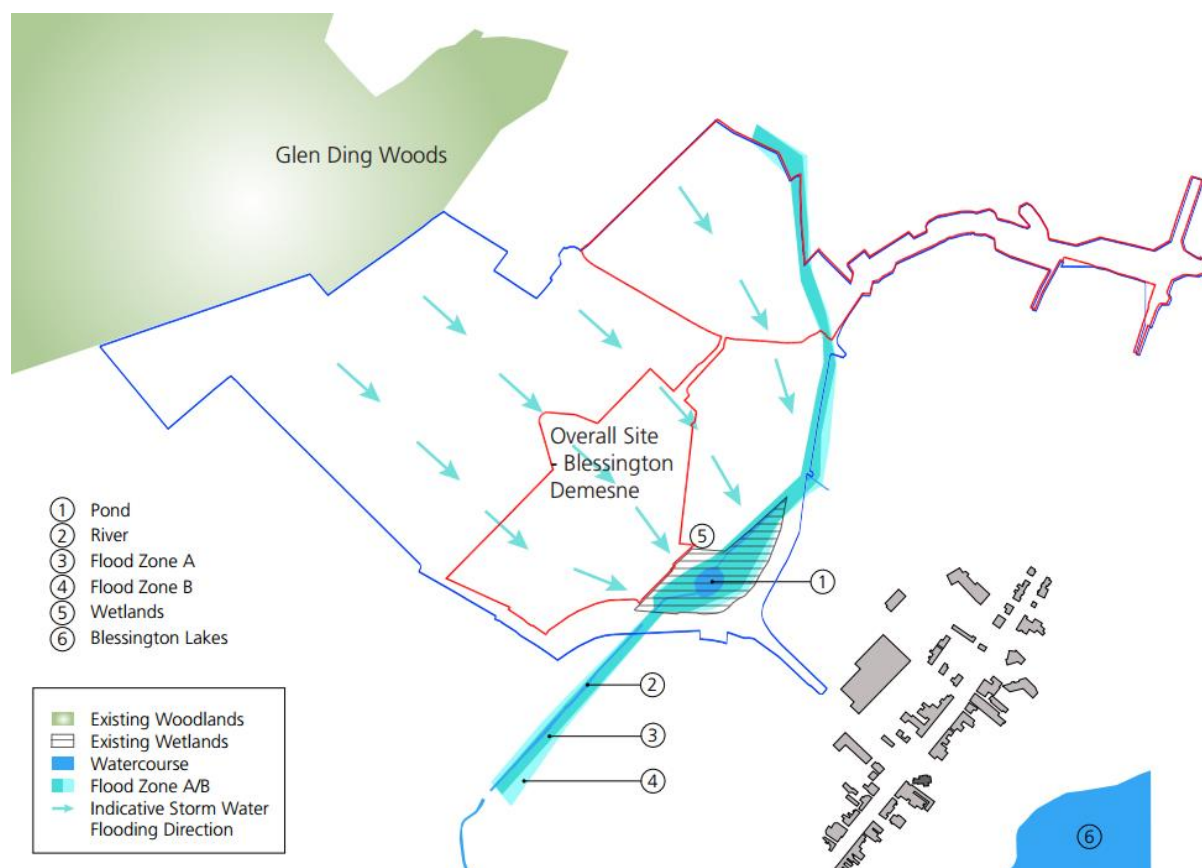 Glen Ding Woods
Overall Site
- Blessington
Demesne
5
1
2
3
4
6
1 Pond
2 River
3 Flood Zone A
4 Flood Zone B
5 Wetlands
6 Blessington Lakes
Existing Woodlands
Existing Wetlands
Watercourse
Flood Zone A/B
Indicative Storm Water
Flooding Direction